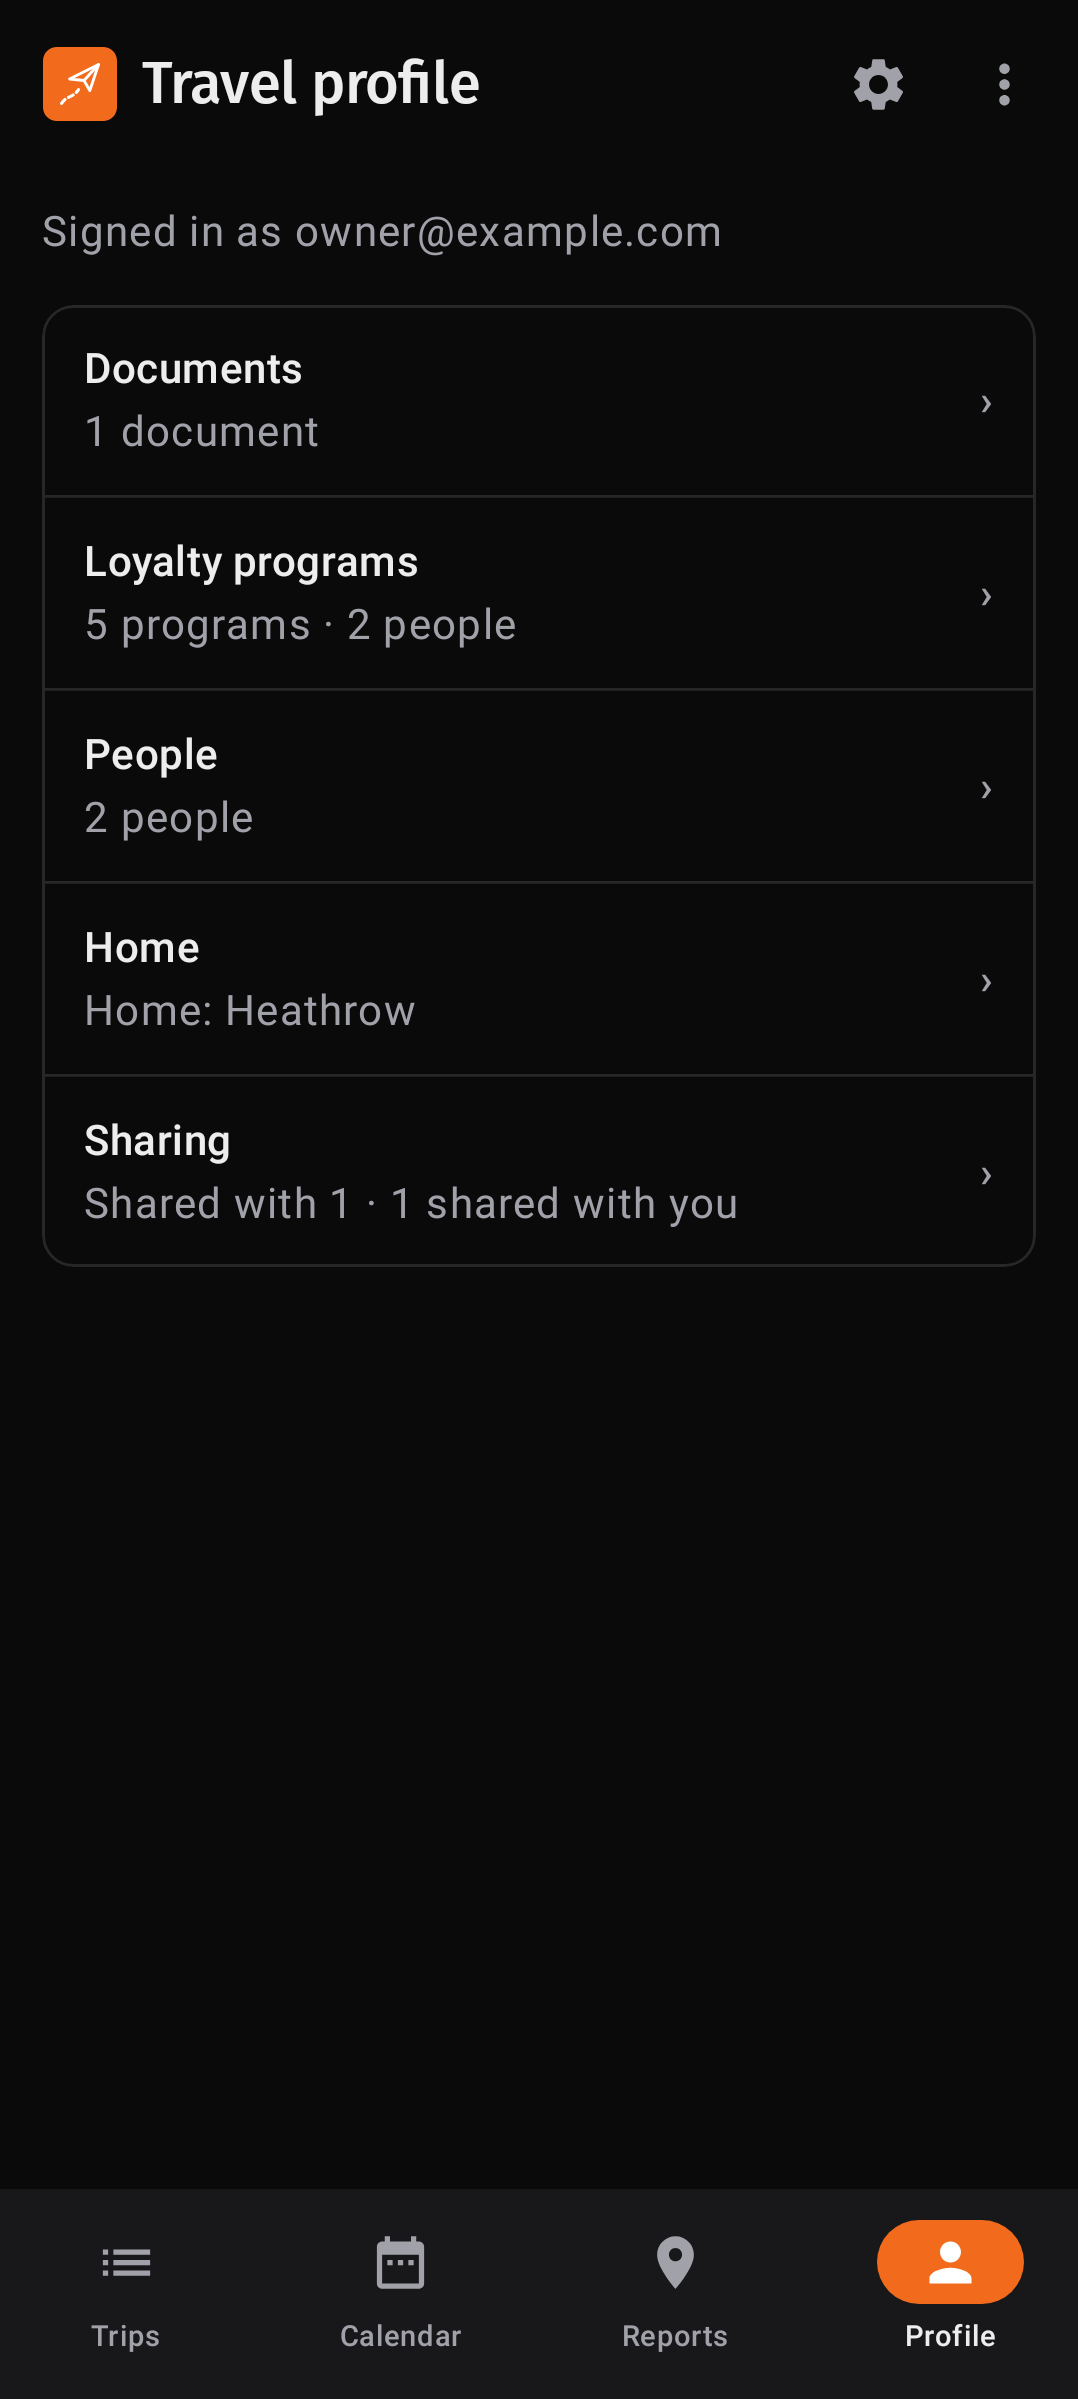 Travel profile
Signed in as owner@example.com
Documents
1 document
Loyalty programs
5 programs · 2 people
People
2 people
Home
Home: Heathrow
Sharing
Shared with 1 · 1 shared with you
Trips
Calendar
Reports
Profile